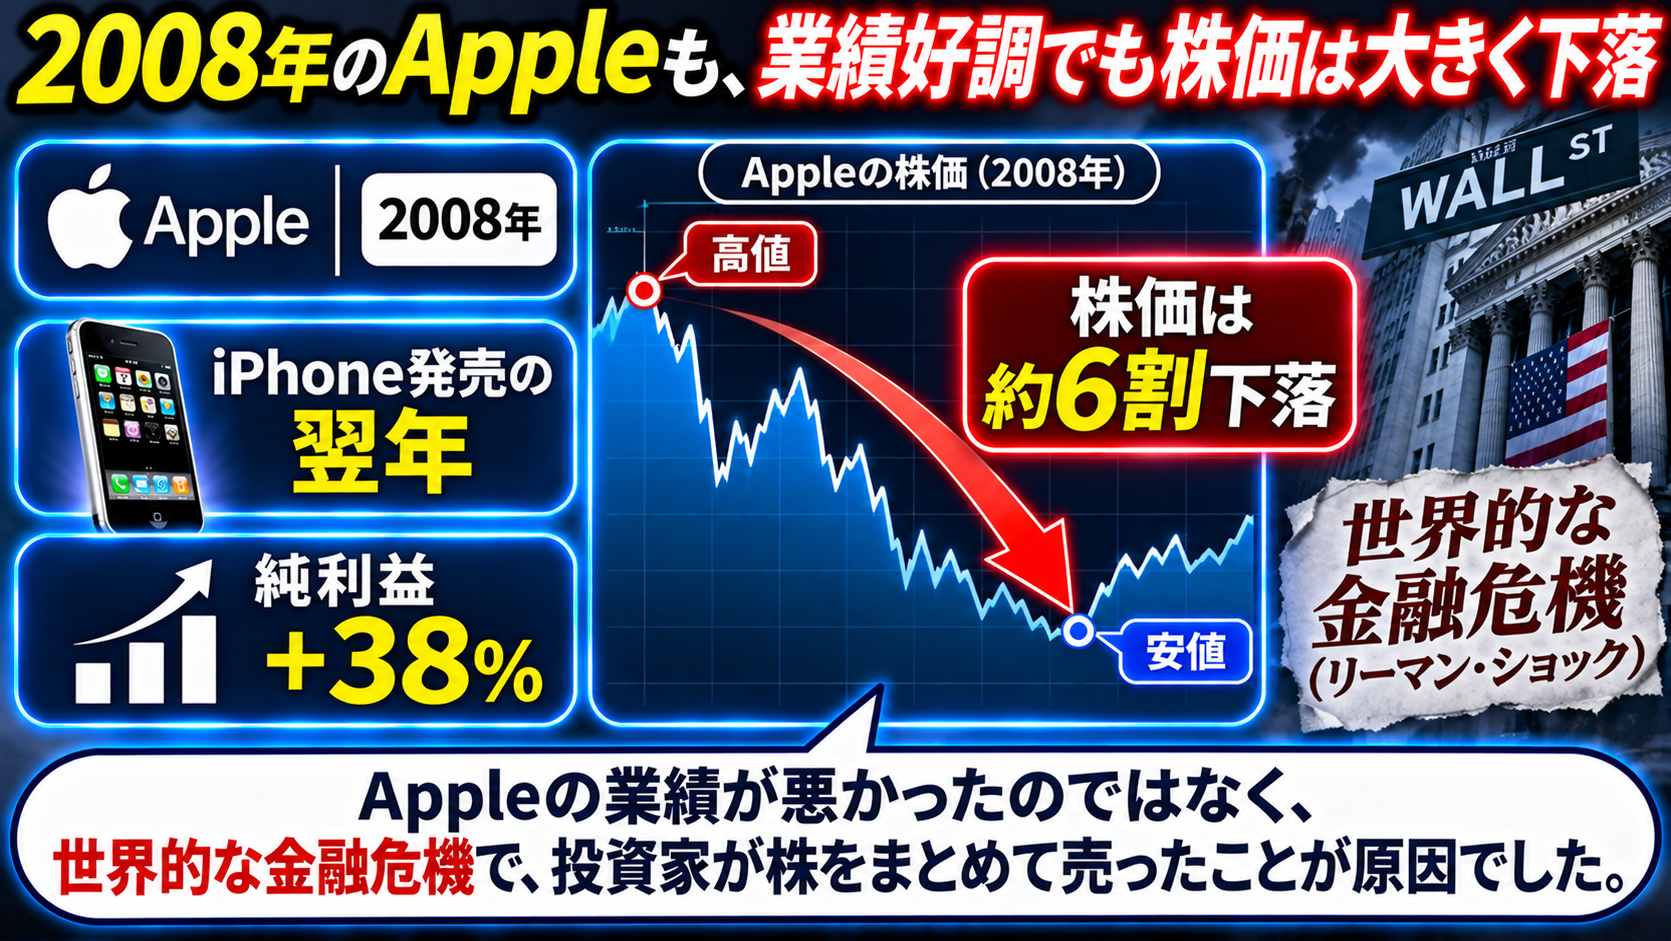 2008年のAppleも、業績好調でも株価は大きく下落
Apple
2008年
iPhone発売の
翌年
純利益
+38%
Appleの株価（2008年）
高値
株価は
約6割下落
安値
WALL ST
世界的な
金融危機
（リーマン・ショック）
Appleの業績が悪かったのではなく、
世界的な金融危機で、投資家が株をまとめて売ったことが原因でした。